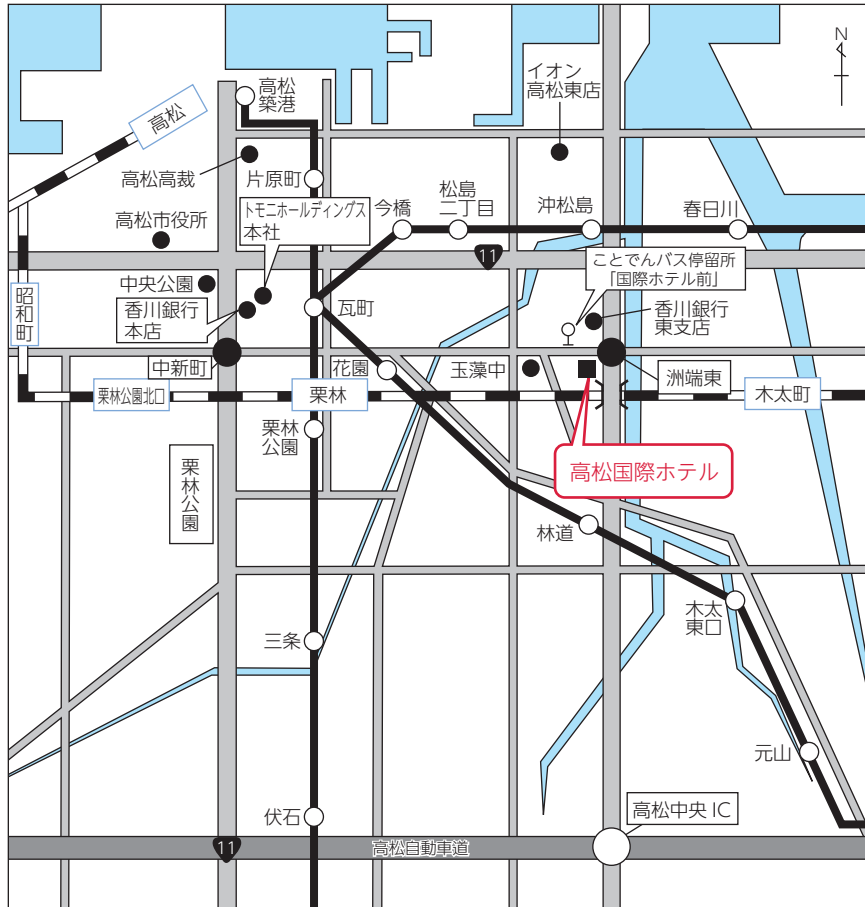 N
高松
築港
イオン
高松東店
高松
高松高裁
片原町
トモニホールディングス
本社
今橋
松島
二丁目
沖松島
春日川
高松市役所
11
ことでんバス停留所
「国際ホテル前」
中央公園
昭和町
香川銀行
本店
瓦町
香川銀行
東支店
中新町
花園
玉藻中
洲端東
栗林公園北口
栗林
木太町
栗林
公園
栗林公園
高松国際ホテル
林道
木太
東口
三条
元山
伏石
高松中央 IC
11
高松自動車道